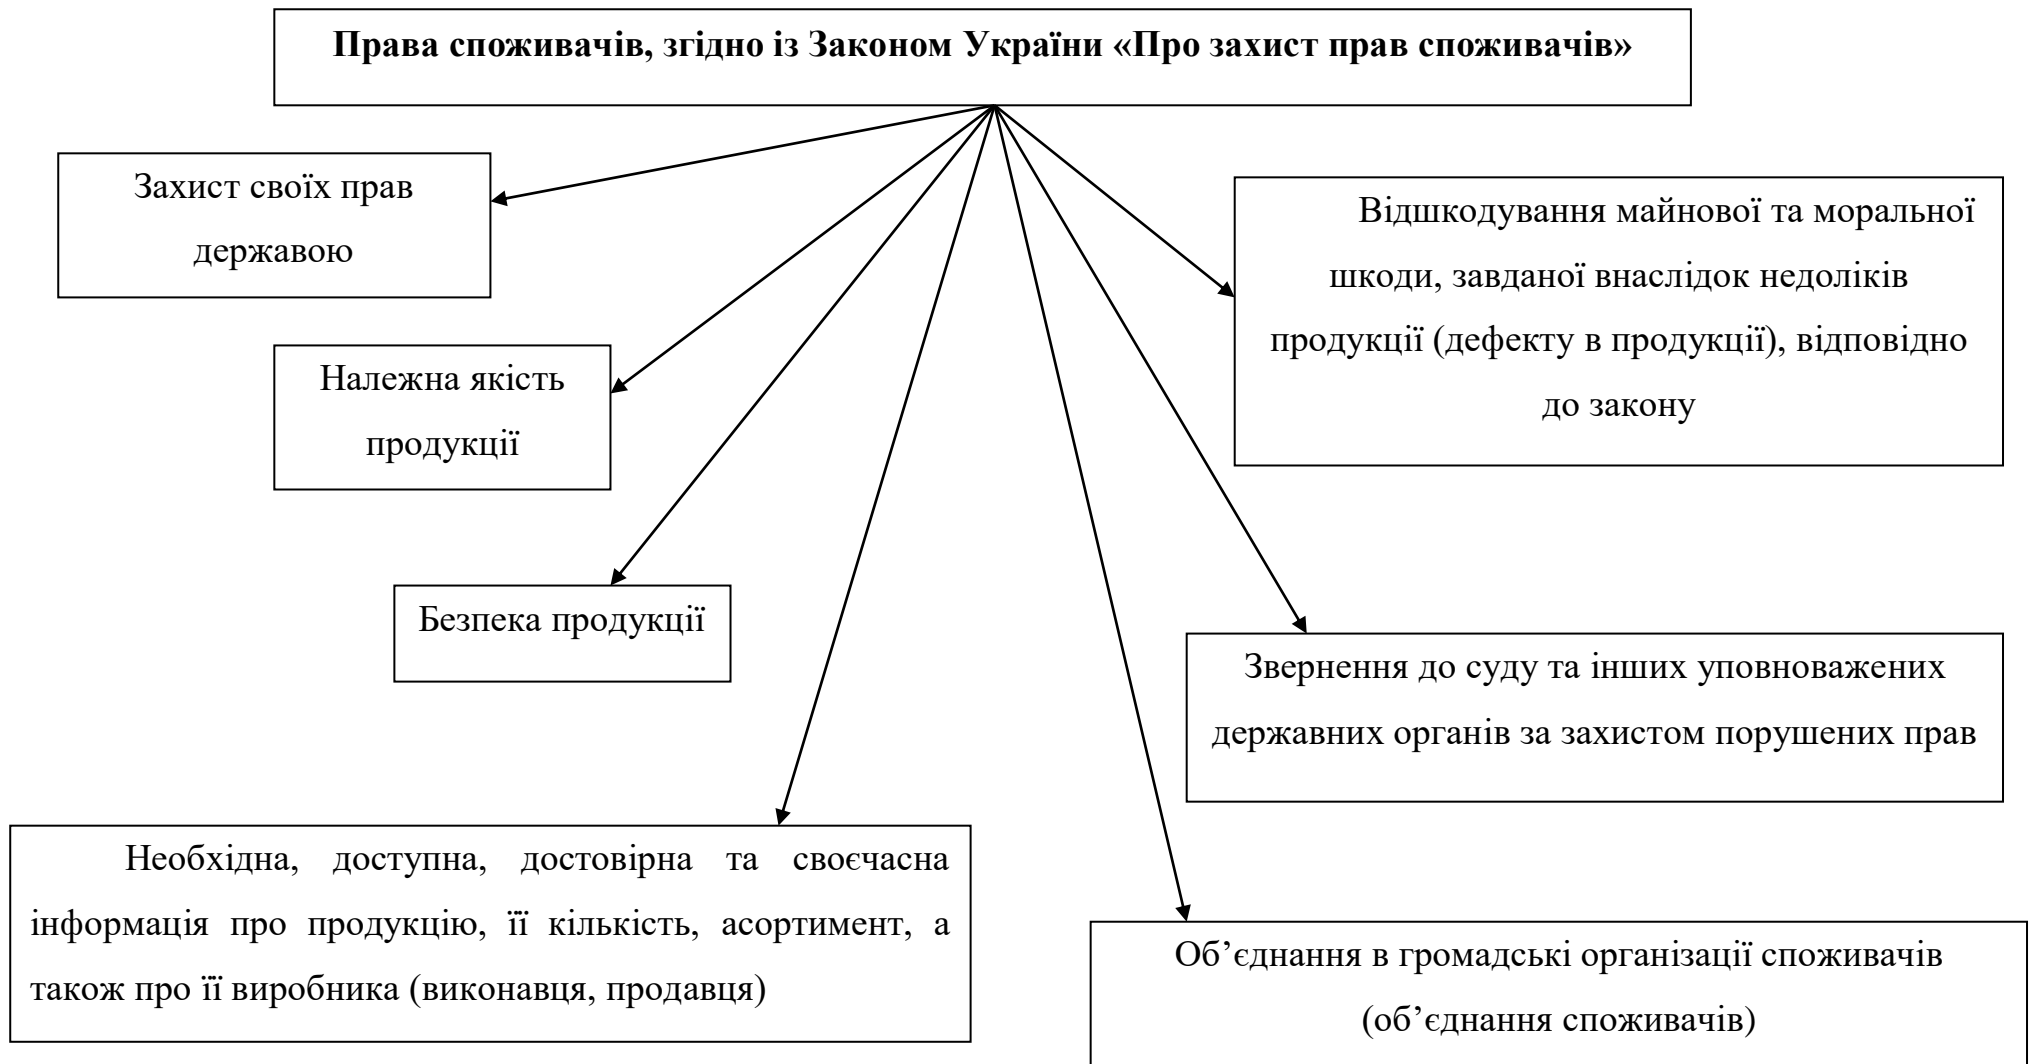 Права споживачів, згідно із Законом України «Про захист прав споживачів»
Захист своїх прав
державою
Відшкодування майнової та моральної
шкоди, завданої внаслідок недоліків
продукції (дефекту в продукції), відповідно
до закону
Належна якість
продукції
Безпека продукції
Звернення до суду та інших уповноважених
державних органів за захистом порушених прав
Необхідна, доступна, достовірна та своєчасна
інформація про продукцію, її кількість, асортимент, а
також про її виробника (виконавця, продавця)
Об’єднання в громадські організації споживачів
(об’єднання споживачів)